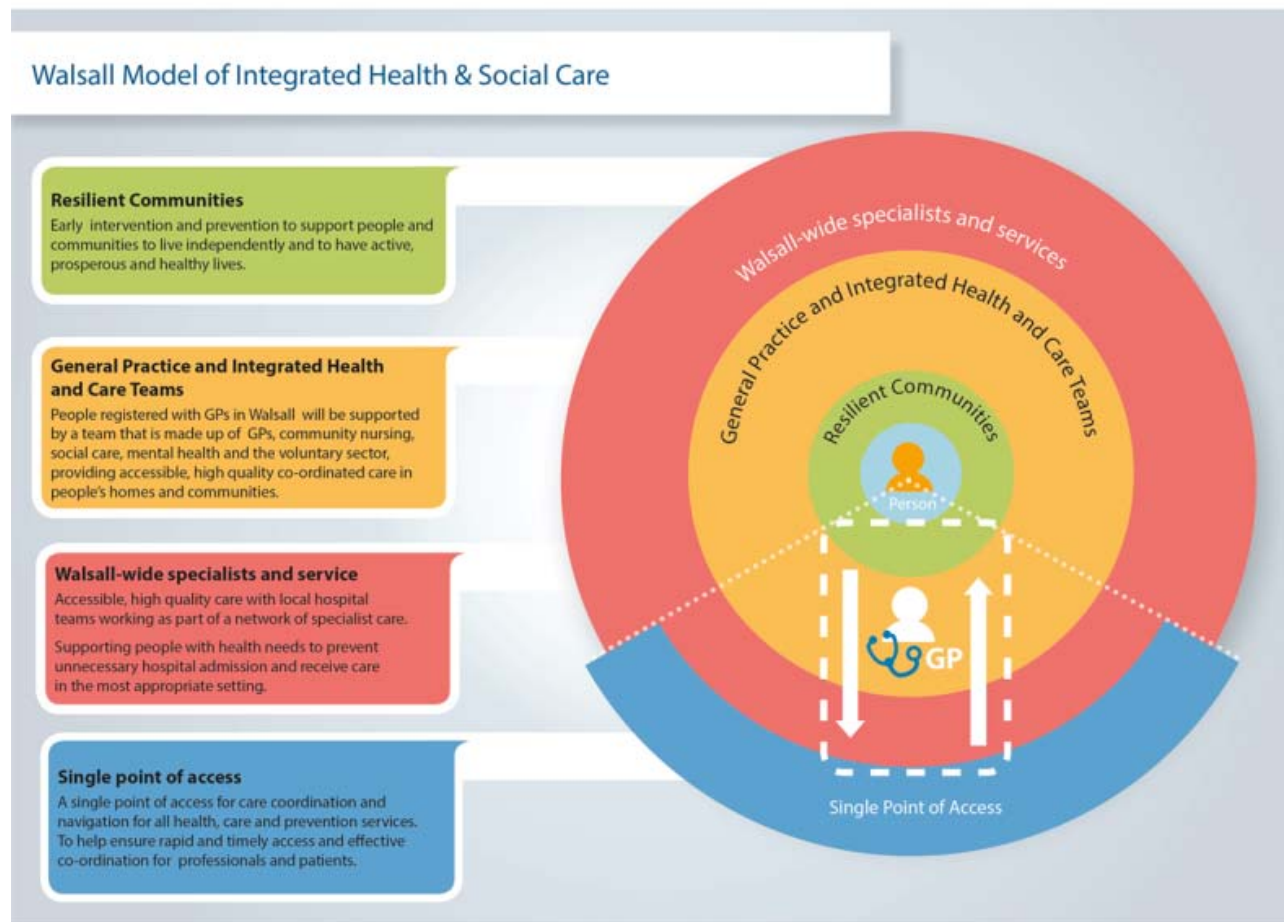 Walsall Model of Integrated Health & Social Care
Resilient Communities
Early intervention and prevention to support people and
communities to live independently and to have active,
prosperous and healthy lives.
General Practice and Integrated Health
and Care Teams
People registered with GPs in Walsall will be supported
by a team that is made up of GPs, community nursing,
social care, mental health and the voluntary sector,
providing accessible, high quality co-ordinated care in
people's homes and communities.
Walsall-wide specialists and service
Accessible, high quality care with local hospital
teams working as part of a network of specialist care.
Supporting people with health needs to prevent
unnecessary hospital admission and receive care
in the most appropriate setting.
Single point of access
A single point of access for care coordination and
navigation for all health, care and prevention services.
To help ensure rapid and timely access and effective
co-ordination for professionals and patients.
Walsall-wide specialists and services
General Practice and Integrated Health and Care Teams
Resilient Communities
Person
GP
Single Point of Access